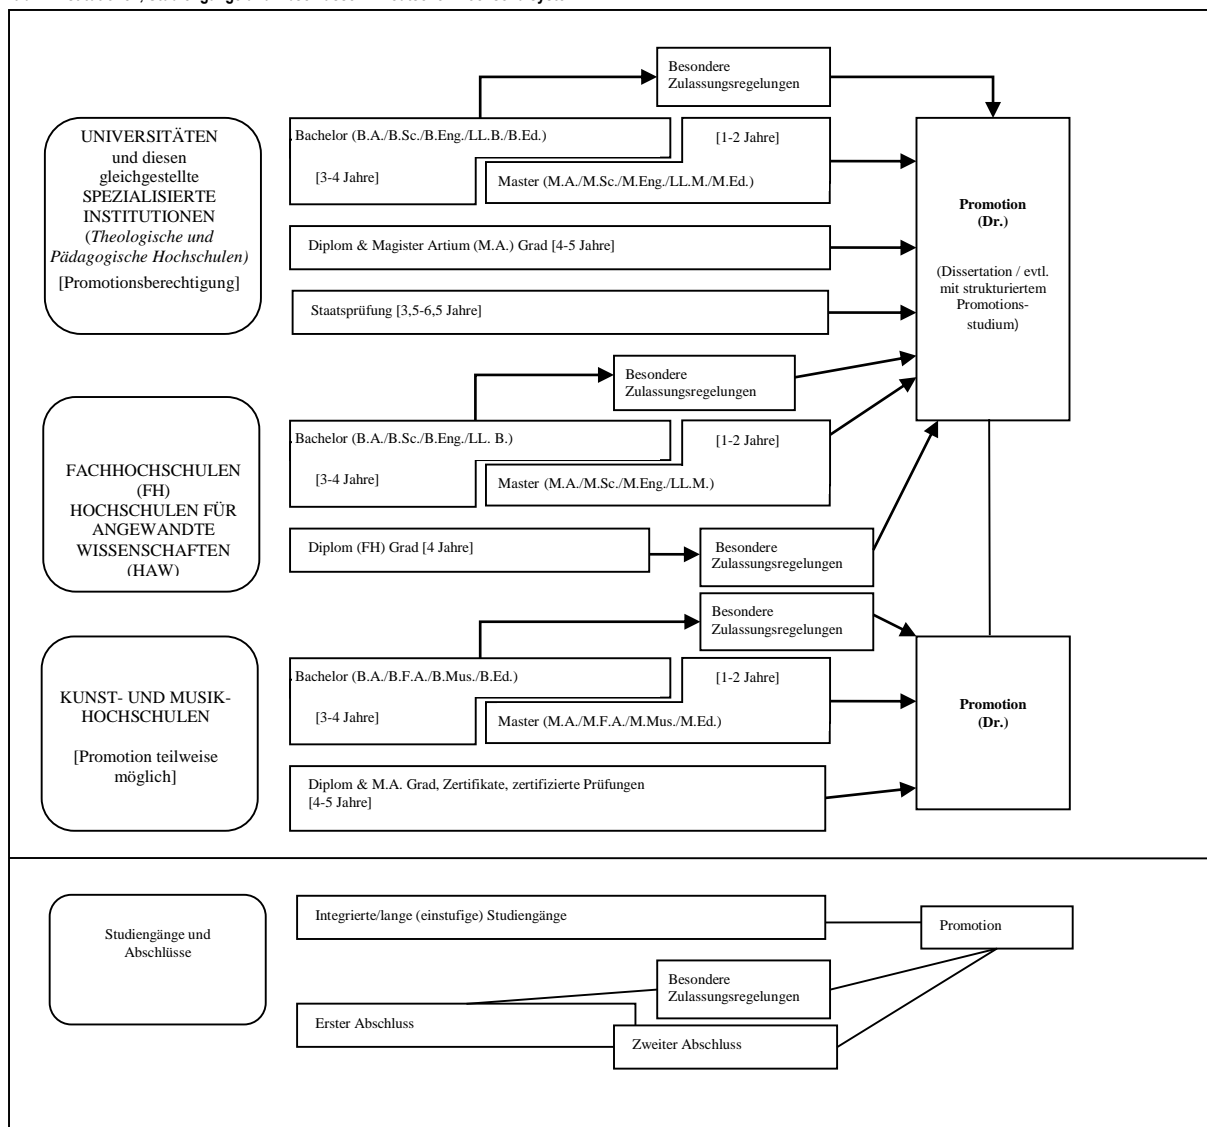 Besondere
Zulassungsregelungen
UNIVERSITÄTEN
und diesen
gleichgestellte
SPEZIALISIERTE
INSTITUTIONEN
(Theologische und
Pädagogische Hochschulen)
[Promotionsberechtigung]
Bachelor (B.A./B.Sc./B.Eng./LL.B./B.Ed.)
[1-2 Jahre]
[3-4 Jahre]
Master (M.A./M.Sc./M.Eng./LL.M./M.Ed.)
Diplom & Magister Artium (M.A.) Grad [4-5 Jahre]
Staatsprüfung [3,5-6,5 Jahre]
Promotion
(Dr.)
(Dissertation / evtl.
mit strukturiertem
Promotions-
studium)
Besondere
Zulassungsregelungen
FACHHOCHSCHULEN
(FH)
HOCHSCHULEN FÜR
ANGEWANDTE
WISSENSCHAFTEN
(HAW)
Bachelor (B.A./B.Sc./B.Eng./LL. B.)
[1-2 Jahre]
[3-4 Jahre]
Master (M.A./M.Sc./M.Eng./LL.M.)
Diplom (FH) Grad [4 Jahre]
Besondere
Zulassungsregelungen
Besondere
Zulassungsregelungen
KUNST- UND MUSIK-
HOCHSCHULEN
[Promotion teilweise
möglich]
Bachelor (B.A./B.F.A./B.Mus./B.Ed.)
[1-2 Jahre]
[3-4 Jahre]
Master (M.A./M.F.A./M.Mus./M.Ed.)
Diplom & M.A. Grad, Zertifikate, zertifizierte Prüfungen
[4-5 Jahre]
Promotion
(Dr.)
Studiengänge und
Abschlüsse
Integrierte/lange (einstufige) Studiengänge
Promotion
Besondere
Zulassungsregelungen
Erster Abschluss
Zweiter Abschluss